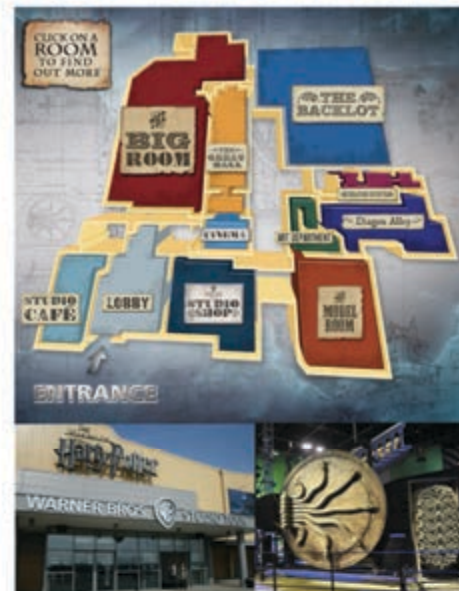 CLICK ON A
ROOM
TO FIND
OUT MORE
THE
BACKLOT
THE
BIG
ROOM
THE
GREAT
HALL
Diagon Alley
CINEMA
ART DEPARTMENT
STUDIO
CAFÉ
LOBBY
STUDIO
SHOP
THE
MODEL
ROOM
ENTRANCE
Harry Potter
WARNER BROS.